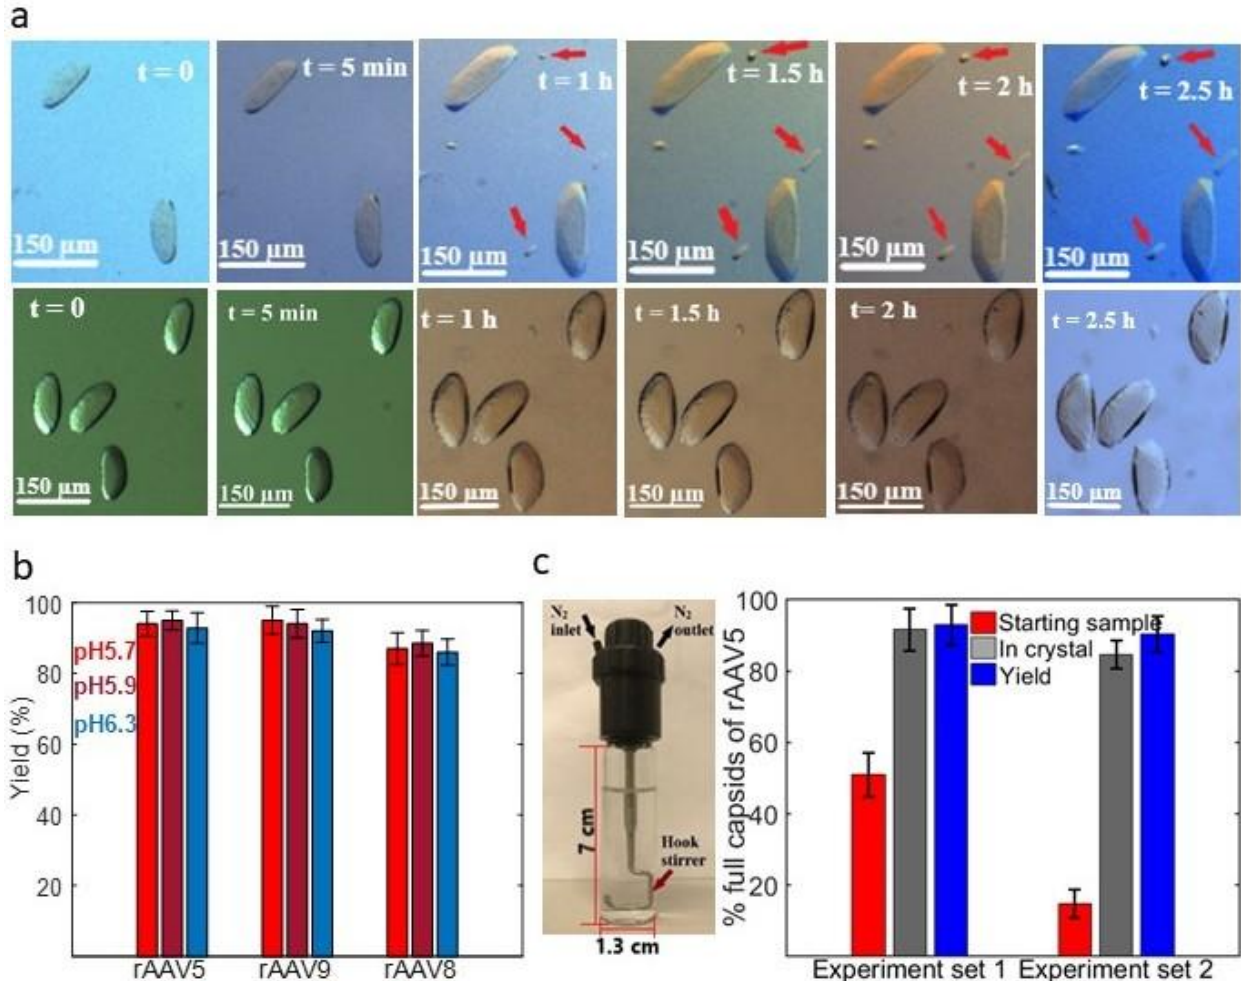 a
t = 0
t = 5 min
t = 1 h
t = 1.5 h
t = 2 h
t = 2.5 h
150 µm
150 µm
150 µm
150 µm
150 µm
150 µm
t = 0
t = 5 min
t = 1 h
t = 1.5 h
t= 2 h
t = 2.5 h
150 µm
150 µm
150 µm
150 µm
150 µm
150 µm
b
Yield (%)
100
80
60
40
20
pH5.7
pH5.9
pH6.3
rAAV5
rAAV9
rAAV8
c
N₂
inlet
N₂
outlet
7 cm
Hook
stirrer
1.3 cm
% full capsids of rAAV5
100
80
60
40
20
Starting sample
In crystal
Yield
Experiment set 1
Experiment set 2